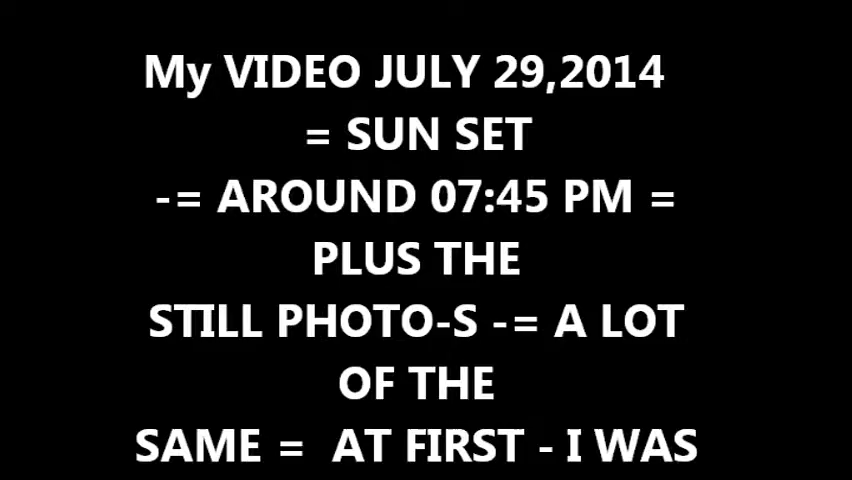 My VIDEO JULY 29,2014
= SUN SET
-= AROUND 07:45 PM =
PLUS THE
STILL PHOTO-S -= A LOT
OF THE
SAME =  AT FIRST - I WAS